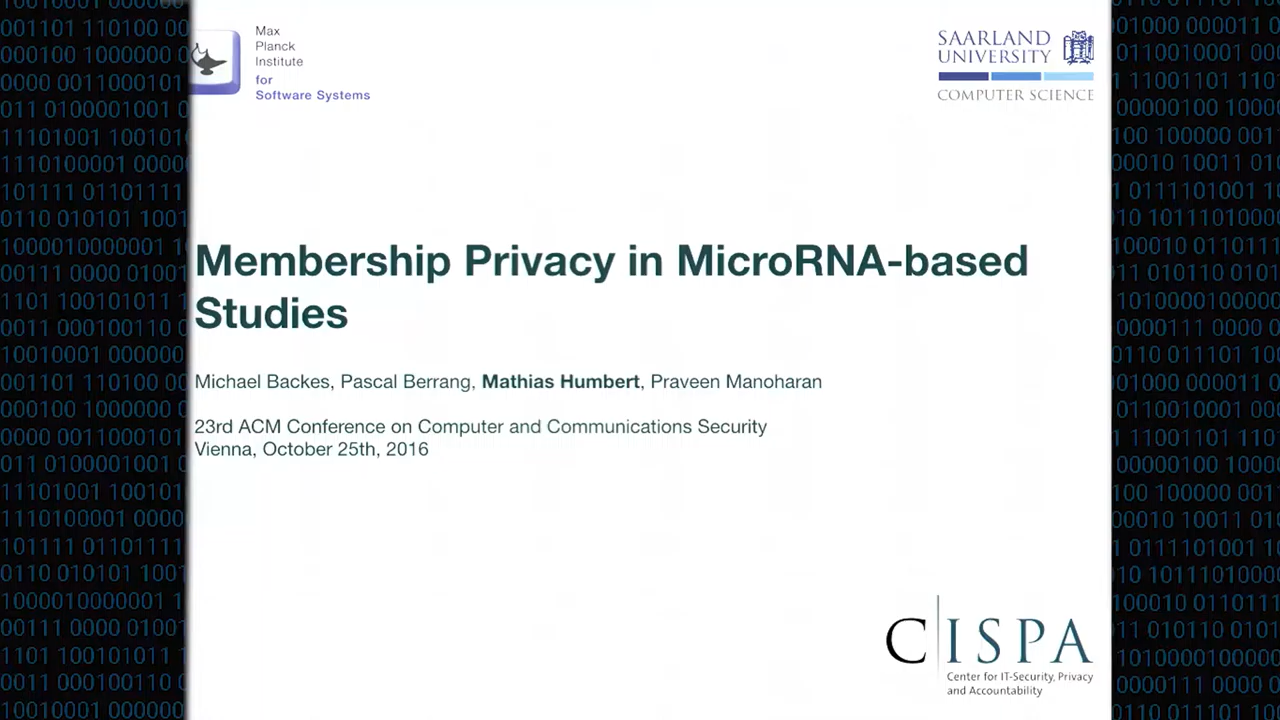 Max
Planck
Institute
for
Software Systems
SAARLAND
UNIVERSITY
COMPUTER SCIENCE
Membership Privacy in MicroRNA-based
Studies
Michael Backes, Pascal Berrang, Mathias Humbert, Praveen Manoharan
23rd ACM Conference on Computer and Communications Security
Vienna, October 25th, 2016
CISPA
Center for IT-Security, Privacy
and Accountability